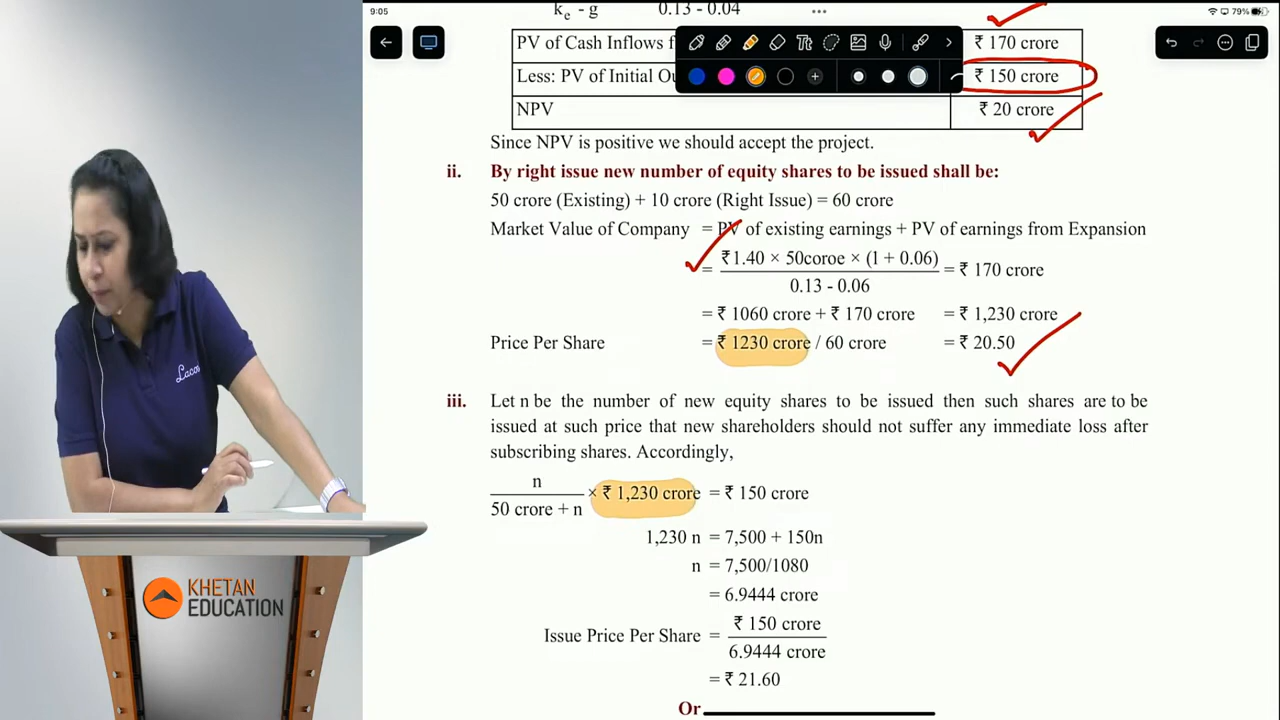 9:05
79%
kₑ - g 0.13 - 0.04
PV of Cash Inflows f ₹ 170 crore
Less: PV of Initial Ou ₹ 150 crore
NPV ₹ 20 crore
Since NPV is positive we should accept the project.
ii. By right issue new number of equity shares to be issued shall be:
50 crore (Existing) + 10 crore (Right Issue) = 60 crore
Market Value of Company = PV of existing earnings + PV of earnings from Expansion
= ₹1.40 × 50coroe × (1 + 0.06) / 0.13 - 0.06 = ₹ 170 crore
= ₹ 1060 crore + ₹ 170 crore = ₹ 1,230 crore
Price Per Share = ₹ 1230 crore / 60 crore = ₹ 20.50
iii. Let n be the number of new equity shares to be issued then such shares are to be
issued at such price that new shareholders should not suffer any immediate loss after
subscribing shares. Accordingly,
n / 50 crore + n × ₹ 1,230 crore = ₹ 150 crore
1,230 n = 7,500 + 150n
n = 7,500/1080
= 6.9444 crore
Issue Price Per Share = ₹ 150 crore / 6.9444 crore
= ₹ 21.60
Or
Lacos
KHETAN
EDUCATION